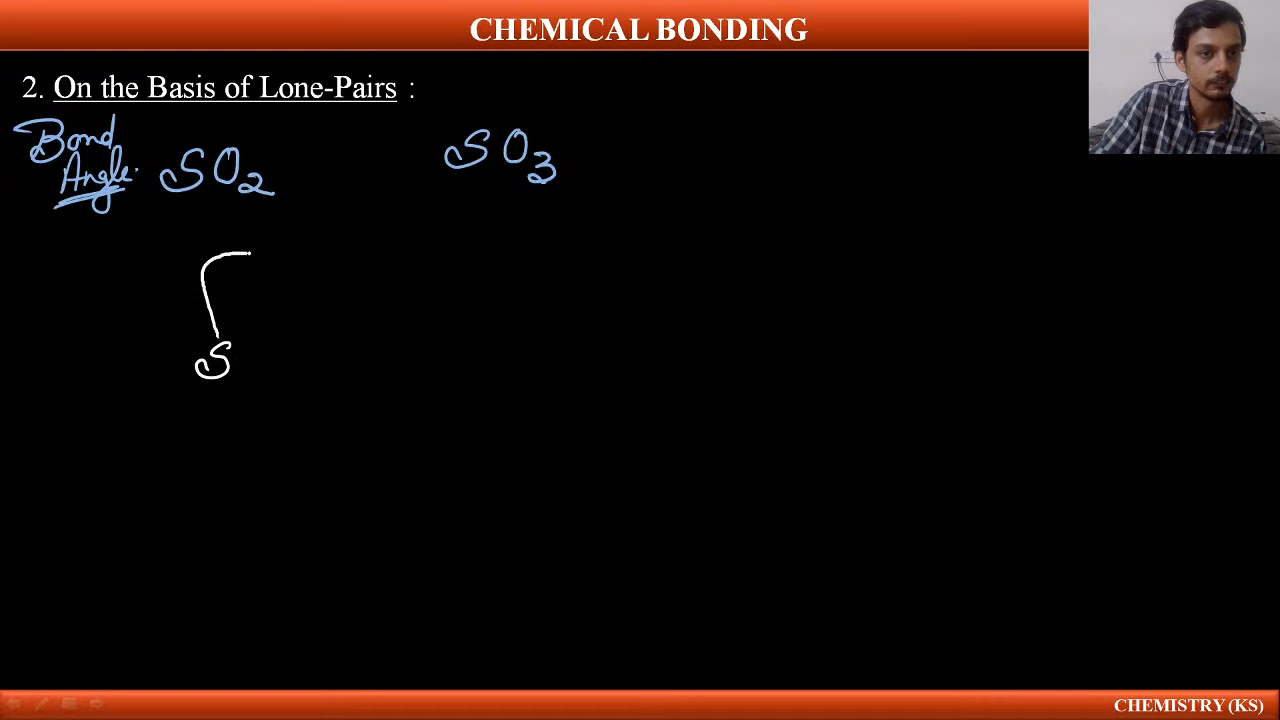 CHEMICAL BONDING
2. On the Basis of Lone-Pairs :
Bond
Angle.
SO2
SO3
S
CHEMISTRY (KS)